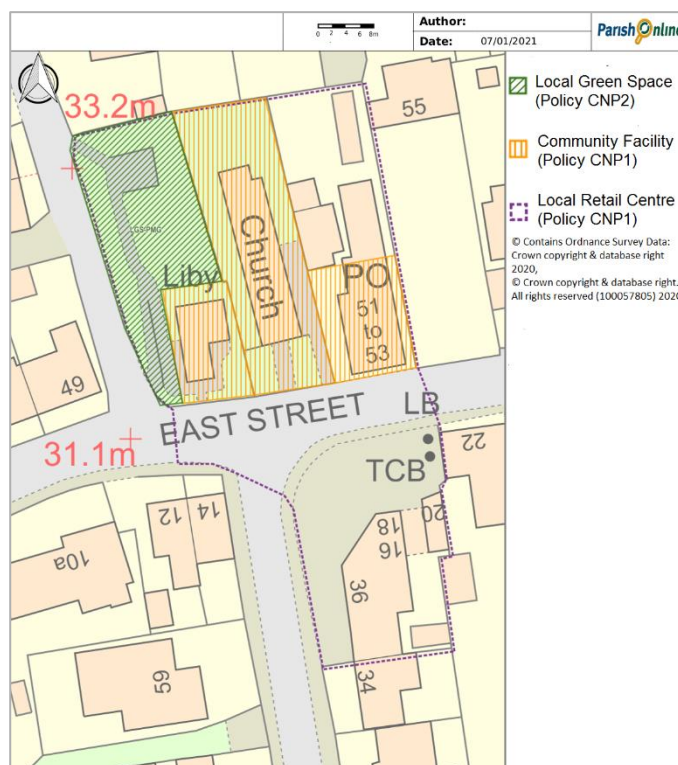 0 2 4 6 8m
Author:
Date: 07/01/2021
Parish Online
33.2m
55
Church
Liby
PO
51
to
53
49
EAST STREET
LB
31.1m
TCB
22
12
14
20
18
16
10a
36
59
34
Local Green Space
(Policy CNP2)
Community Facility
(Policy CNP1)
Local Retail Centre
(Policy CNP1)
© Contains Ordnance Survey Data:
Crown copyright & database right
2020,
© Crown copyright & database right.
All rights reserved (100057805) 2020